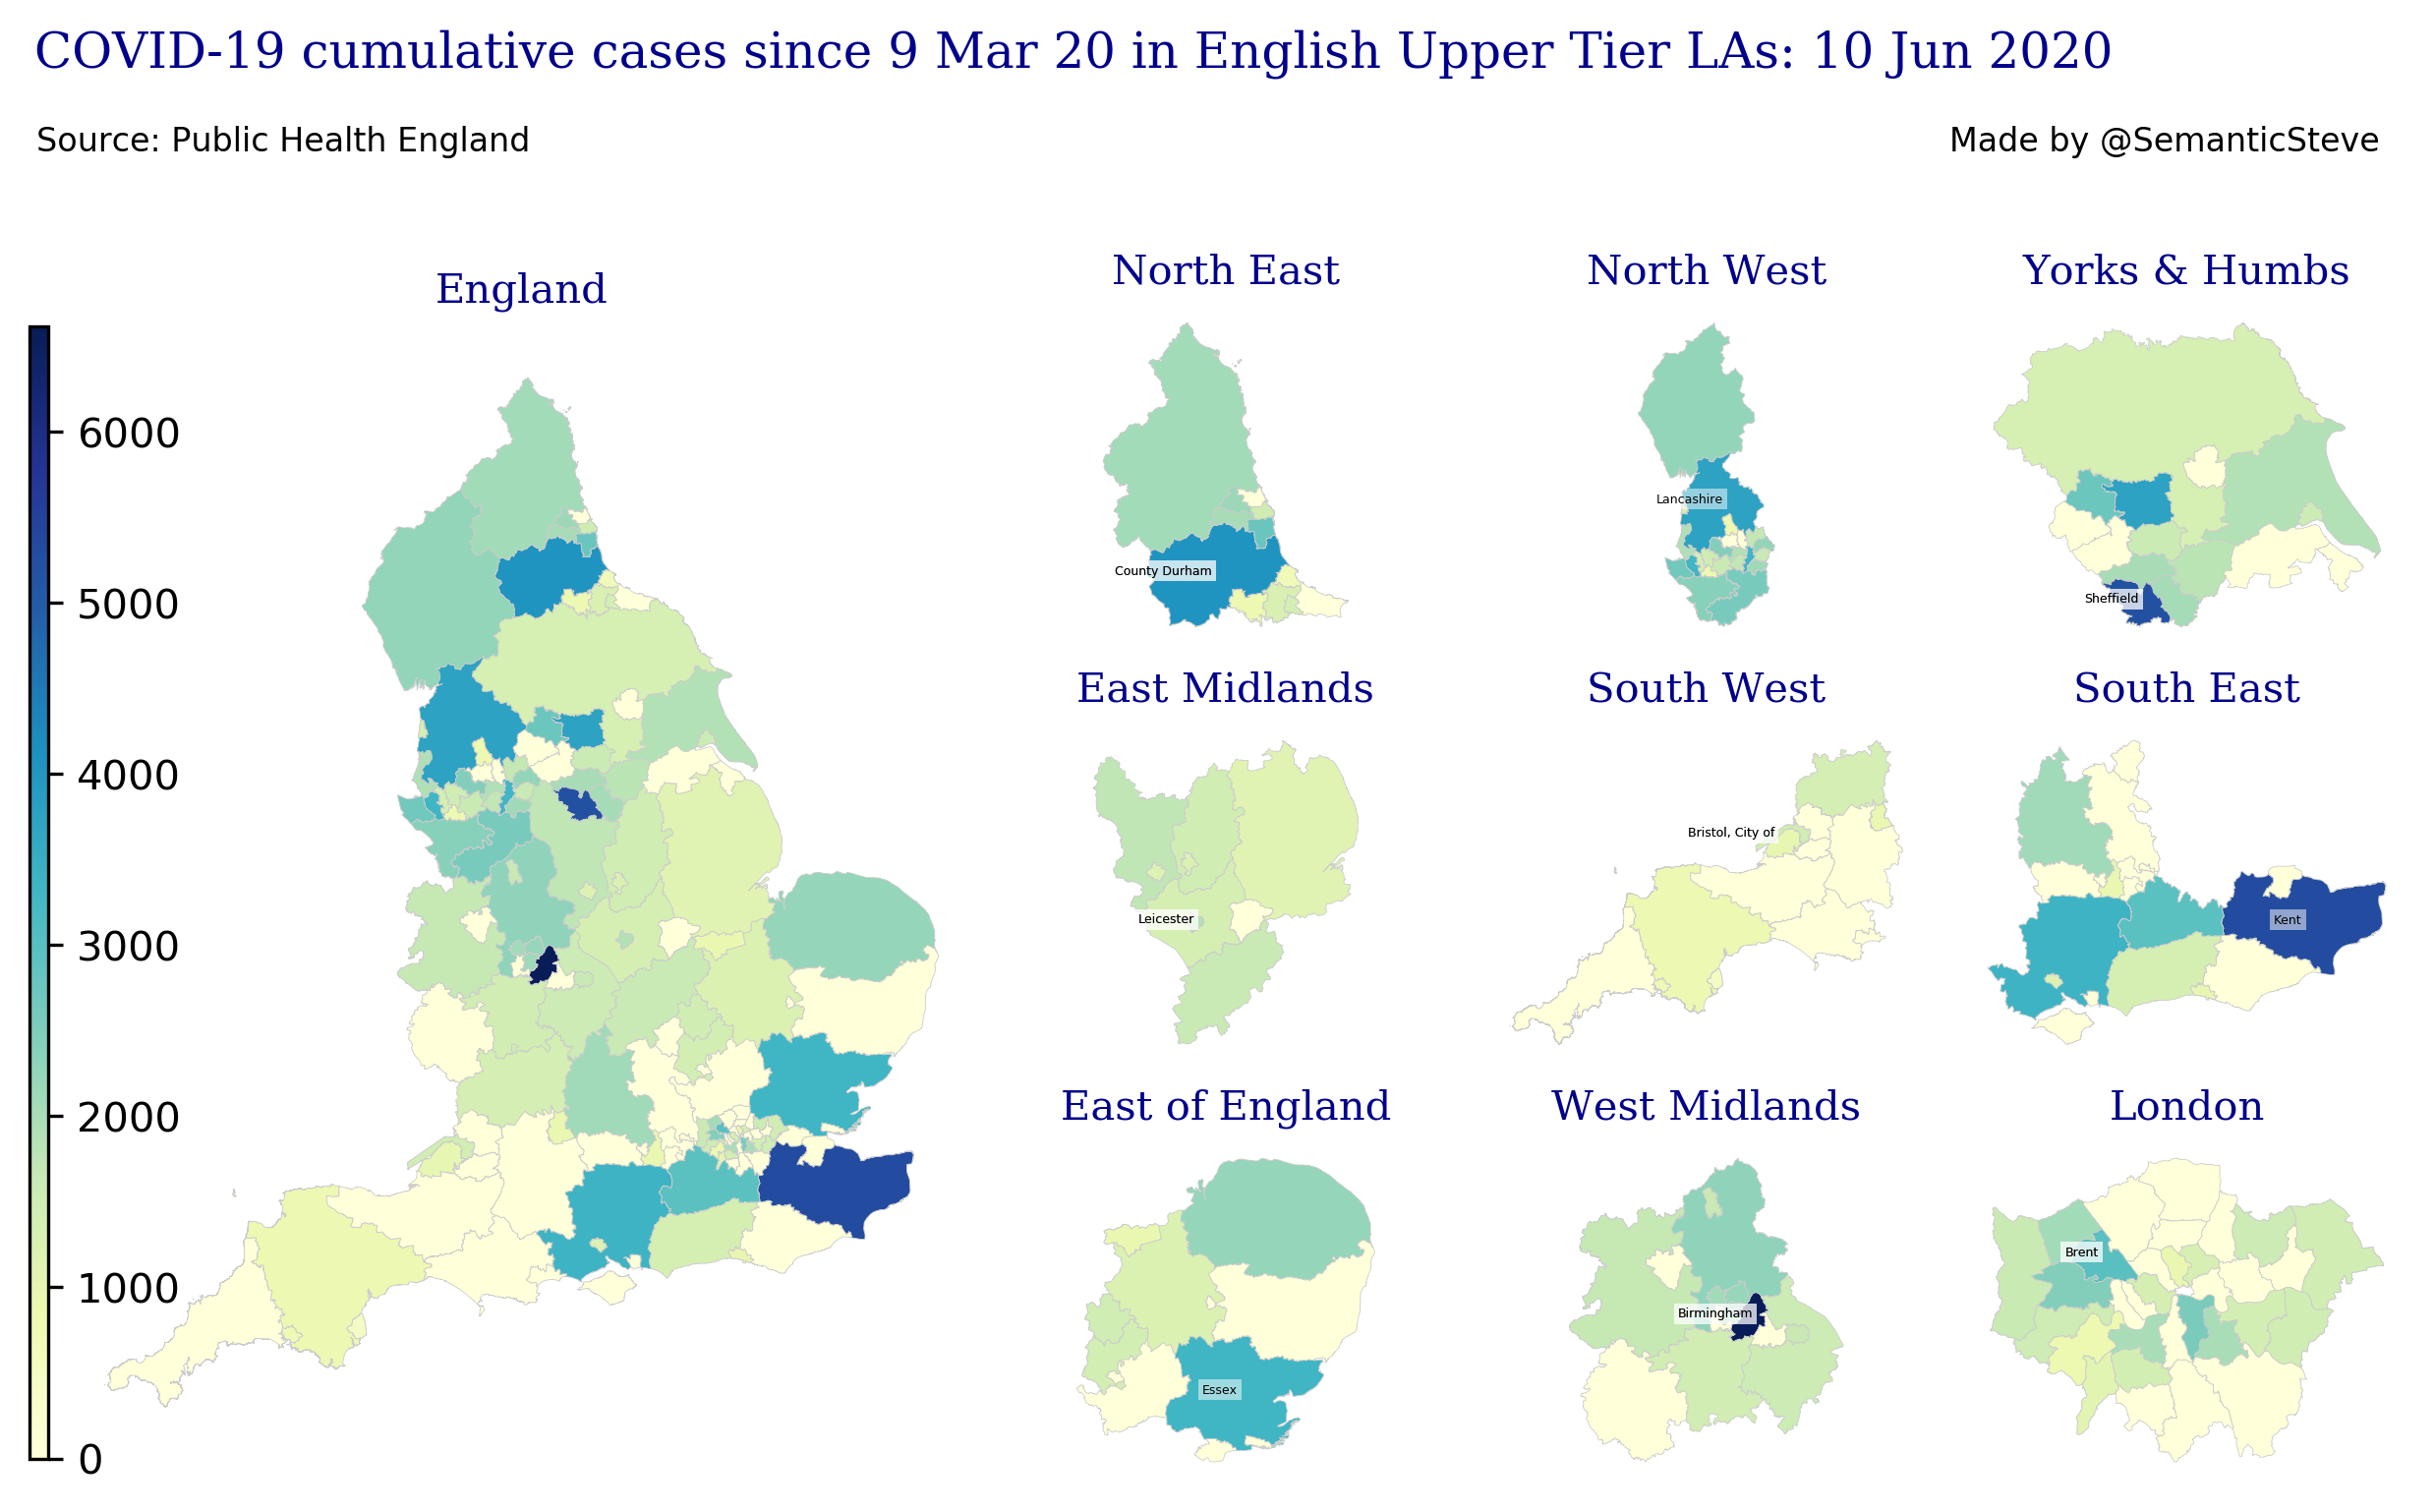 COVID-19 cumulative cases since 9 Mar 20 in English Upper Tier LAs: 10 Jun 2020
Source: Public Health England
Made by @SemanticSteve
England
6000
5000
4000
3000
2000
1000
0
North East
County Durham
North West
Lancashire
Yorks & Humbs
Sheffield
East Midlands
Leicester
South West
Bristol, City of
South East
Kent
East of England
Essex
West Midlands
Birmingham
London
Brent